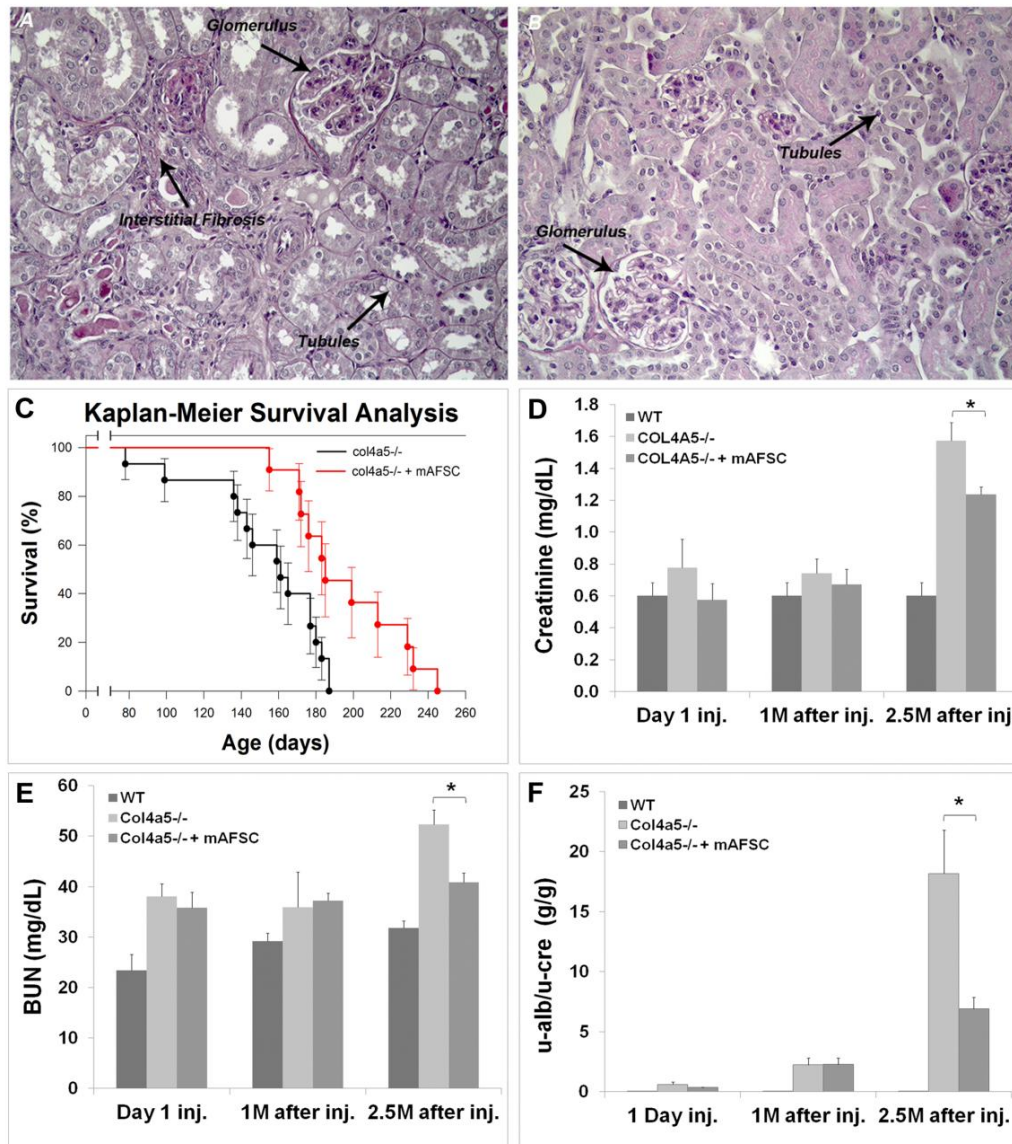 A
Glomerulus
Interstitial Fibrosis
Tubules
B
Tubules
Glomerulus
C
Kaplan-Meier Survival Analysis
col4a5-/-
col4a5-/- + mAFSC
Survival (%)
100
80
60
40
20
0
0 80 100 120 140 160 180 200 220 240 260
Age (days)
D
WT
COL4A5-/-
COL4A5-/- + mAFSC
*
Creatinine (mg/dL)
1.8
1.6
1.4
1.2
1.0
0.8
0.6
0.4
0.2
0.0
Day 1 inj. 1M after inj. 2.5M after inj
E
WT
Col4a5-/-
Col4a5-/- + mAFSC
*
BUN (mg/dL)
60
50
40
30
20
10
0
Day 1 inj. 1M after inj. 2.5M after inj.
F
WT
Col4a5-/-
Col4a5-/- + mAFSC
*
u-alb/u-cre (g/g)
25
20
15
10
5
0
1 Day inj. 1M after inj. 2.5M after inj.